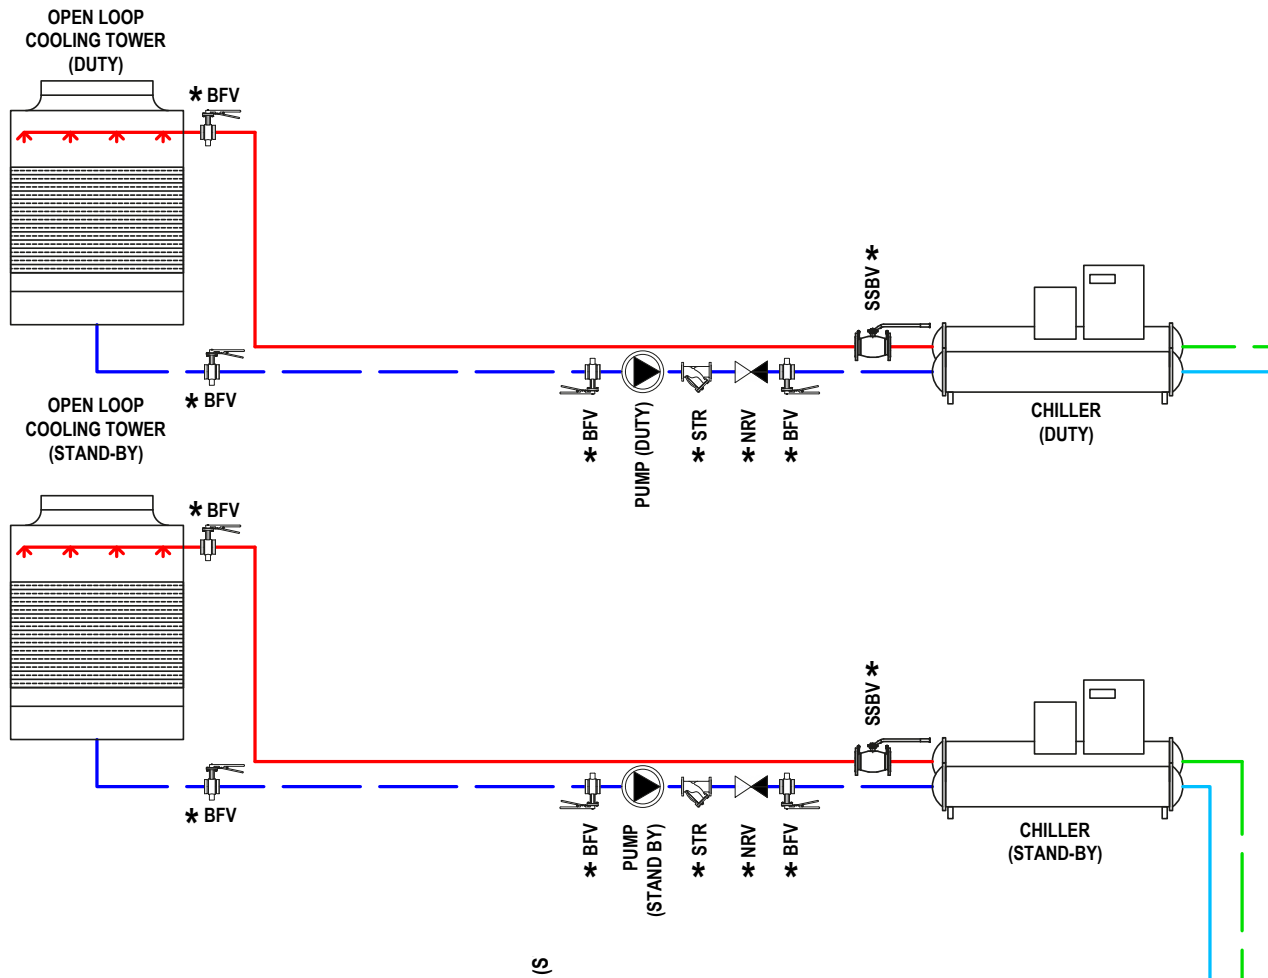 OPEN LOOP
COOLING TOWER
(DUTY)
* BFV
SSBV *
* BFV
* BFV
PUMP (DUTY)
* STR
* NRV
* BFV
CHILLER
(DUTY)
OPEN LOOP
COOLING TOWER
(STAND-BY)
* BFV
SSBV *
* BFV
* BFV
PUMP
(STAND BY)
* STR
* NRV
* BFV
CHILLER
(STAND-BY)
(S